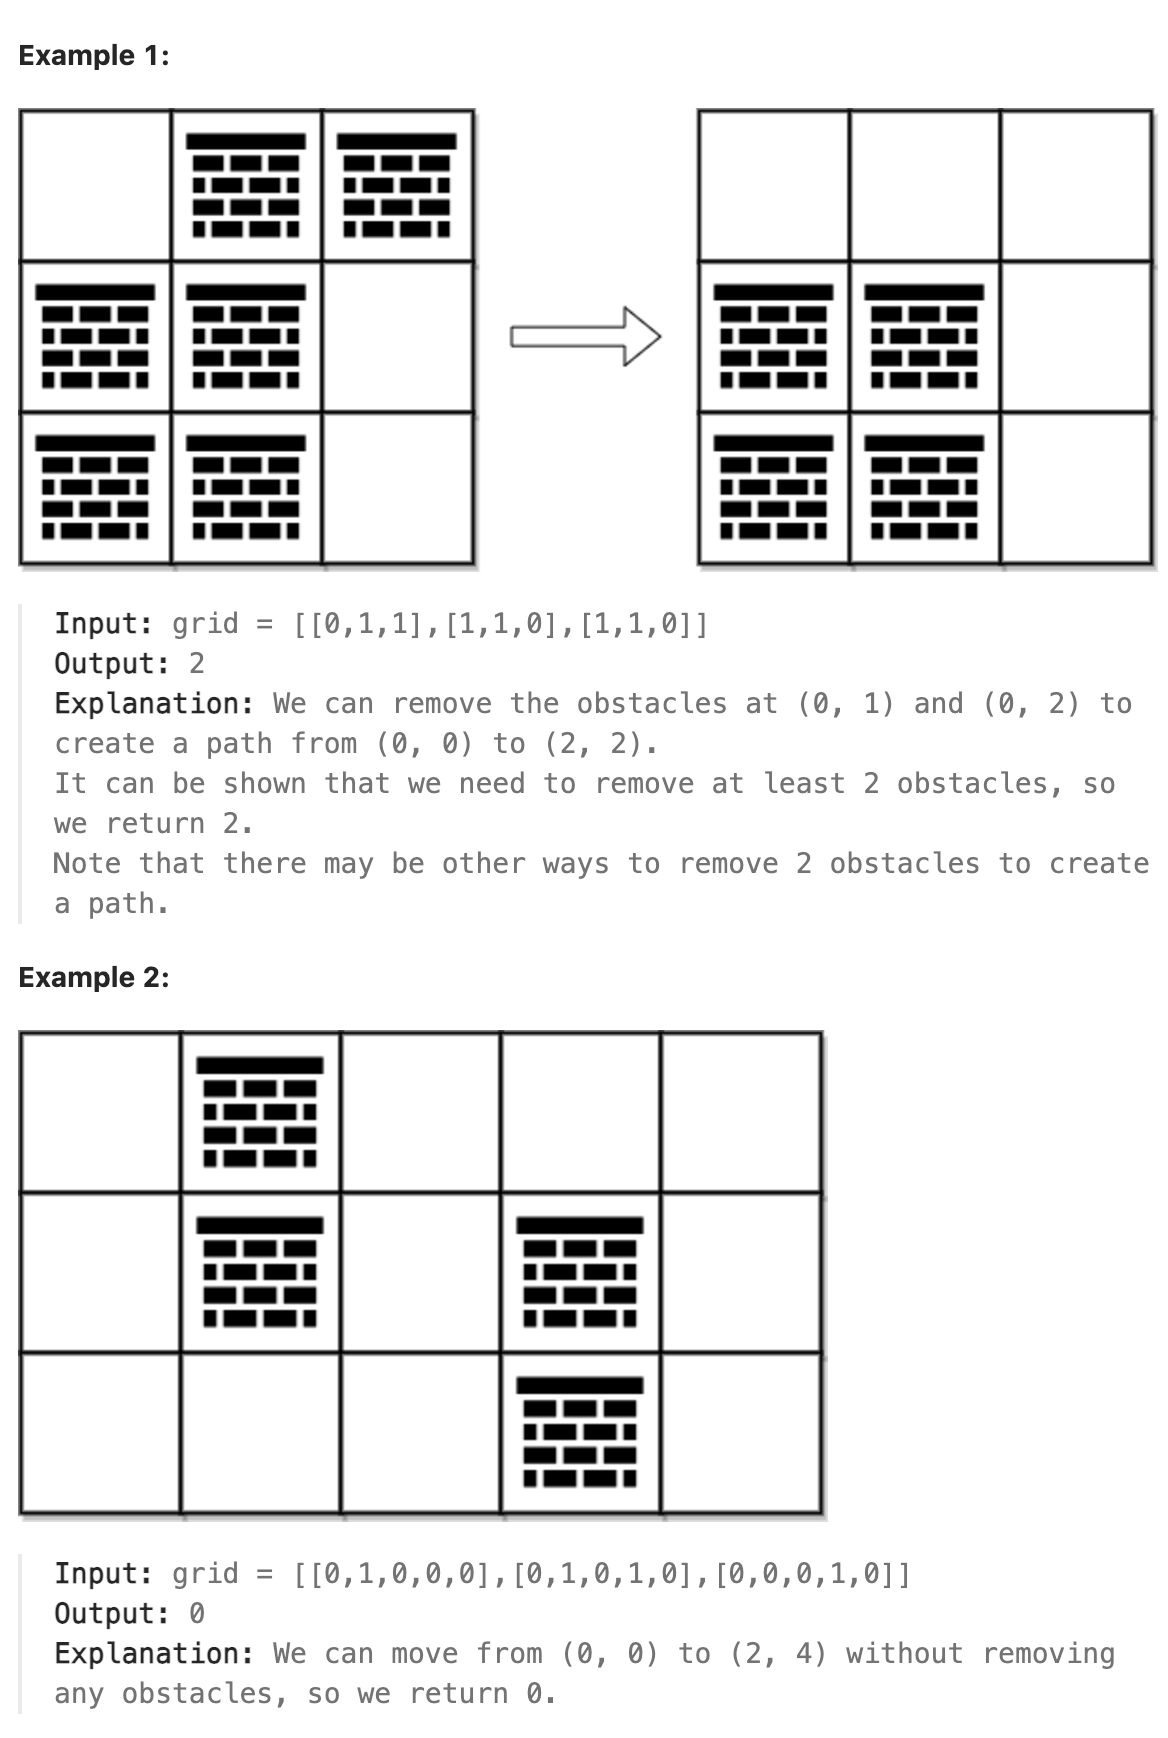 Example 1:
Input: grid = [[0,1,1],[1,1,0],[1,1,0]]
Output: 2
Explanation: We can remove the obstacles at (0, 1) and (0, 2) to
create a path from (0, 0) to (2, 2).
It can be shown that we need to remove at least 2 obstacles, so
we return 2.
Note that there may be other ways to remove 2 obstacles to create
a path.
Example 2:
Input: grid = [[0,1,0,0,0],[0,1,0,1,0],[0,0,0,1,0]]
Output: 0
Explanation: We can move from (0, 0) to (2, 4) without removing
any obstacles, so we return 0.